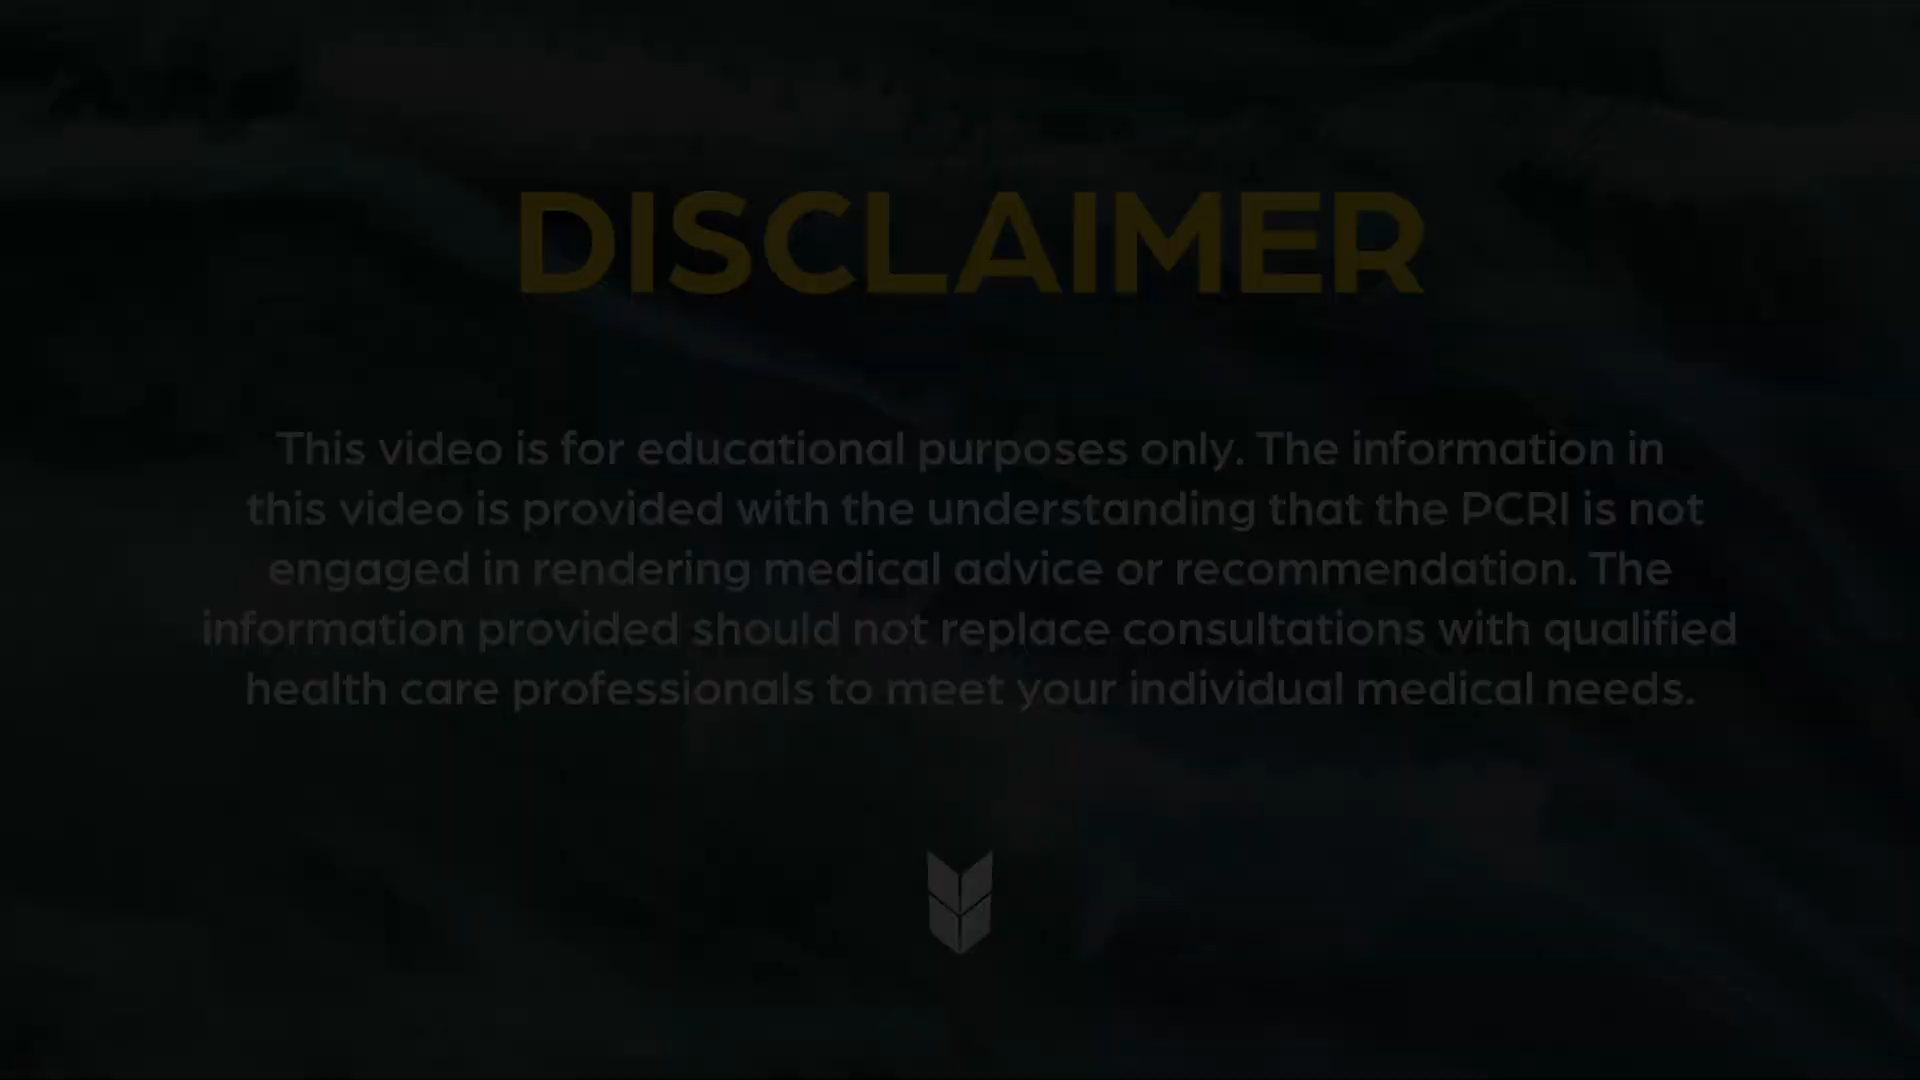 DISCLAIMER
This video is for educational purposes only. The information in
this video is provided with the understanding that the PCRI is not
engaged in rendering medical advice or recommendation. The
information provided should not replace consultations with qualified
health care professionals to meet your individual medical needs.